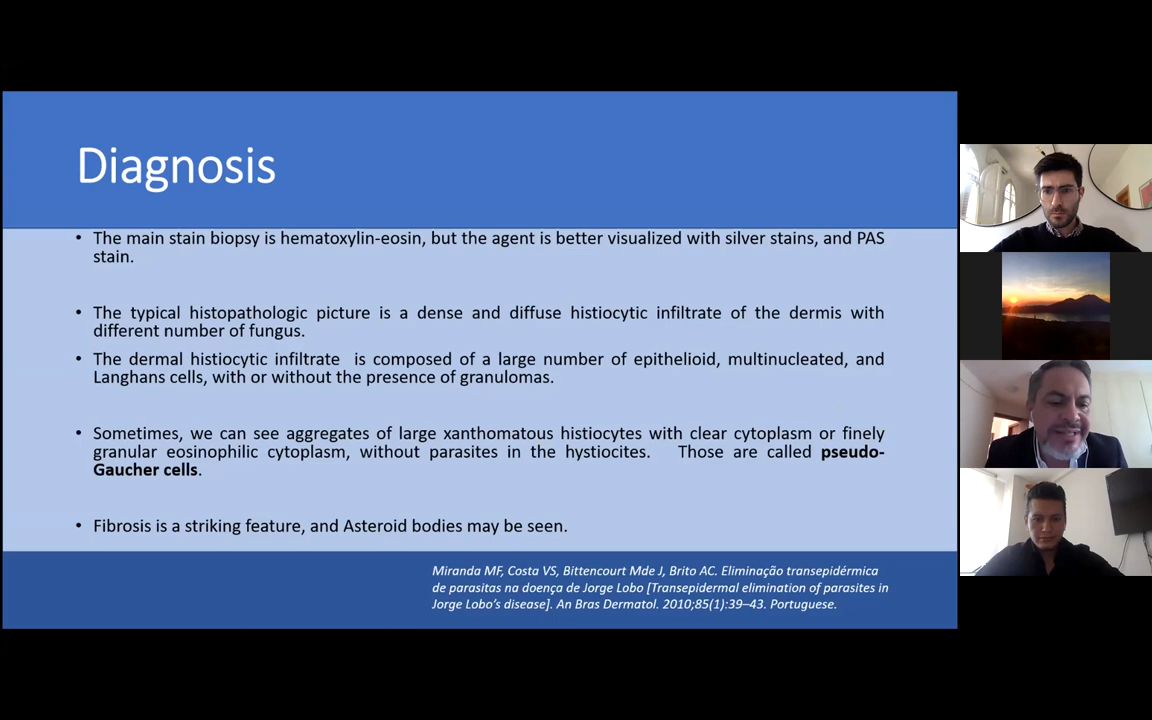 Diagnosis
• The main stain biopsy is hematoxylin-eosin, but the agent is better visualized with silver stains, and PAS
stain.
• The typical histopathologic picture is a dense and diffuse histiocytic infiltrate of the dermis with
different number of fungus.
• The dermal histiocytic infiltrate is composed of a large number of epithelioid, multinucleated, and
Langhans cells, with or without the presence of granulomas.
• Sometimes, we can see aggregates of large xanthomatous histiocytes with clear cytoplasm or finely
granular eosinophilic cytoplasm, without parasites in the hystiocites. Those are called pseudo-
Gaucher cells.
• Fibrosis is a striking feature, and Asteroid bodies may be seen.
Miranda MF, Costa VS, Bittencourt Mde J, Brito AC. Eliminação transepidérmica
de parasitas na doença de Jorge Lobo [Transepidermal elimination of parasites in
Jorge Lobo's disease]. An Bras Dermatol. 2010;85(1):39–43. Portuguese.